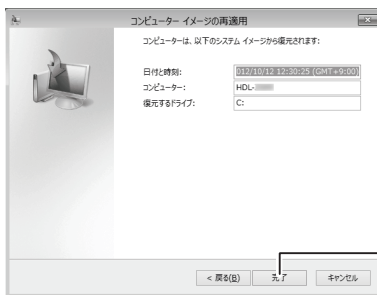 コンピューター イメージの再適用
コンピューターは、以下のシステム イメージから復元されます:
日付と時刻: 012/10/12 12:30:25 (GMT+9:00)
コンピューター: HDL-
復元するドライブ: C:
< 戻る(B) 完了 キャンセル